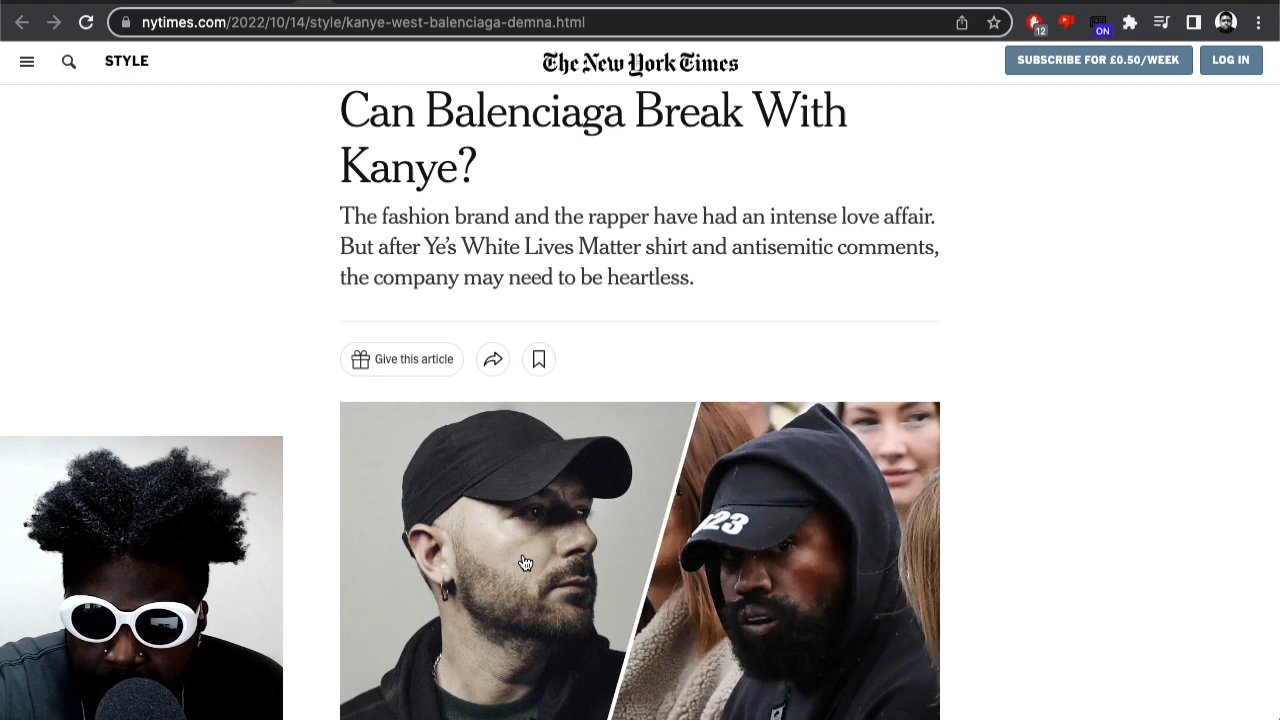 nytimes.com/2022/10/14/style/kanye-west-balenciaga-demna.html
12
ON
STYLE
The New York Times
SUBSCRIBE FOR £0.50/WEEK
LOG IN
Can Balenciaga Break With
Kanye?
The fashion brand and the rapper have had an intense love affair.
But after Ye's White Lives Matter shirt and antisemitic comments,
the company may need to be heartless.
Give this article
23